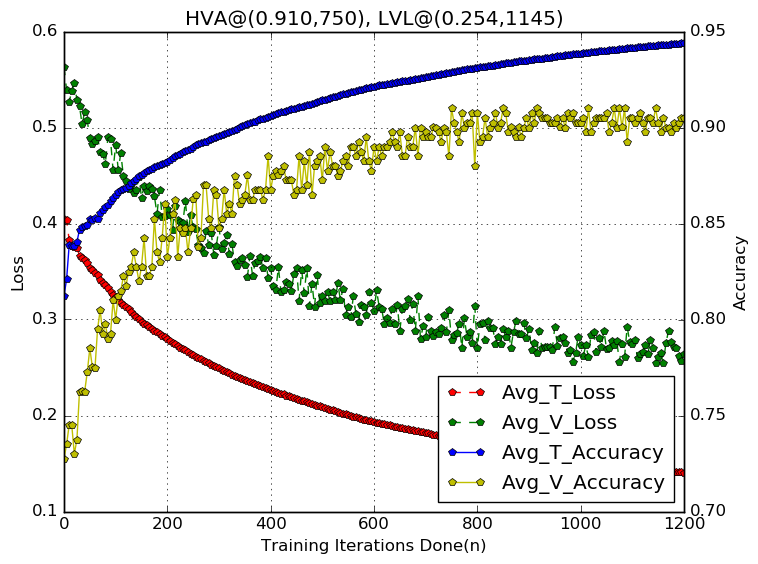 HVA@(0.910,750), LVL@(0.254,1145)
0.6
0.5
0.4
0.3
0.2
0.1
Loss
0.95
0.90
0.85
0.80
0.75
0.70
Accuracy
Avg_T_Loss
Avg_V_Loss
Avg_T_Accuracy
Avg_V_Accuracy
0 200 400 600 800 1000 1200
Training Iterations Done(n)